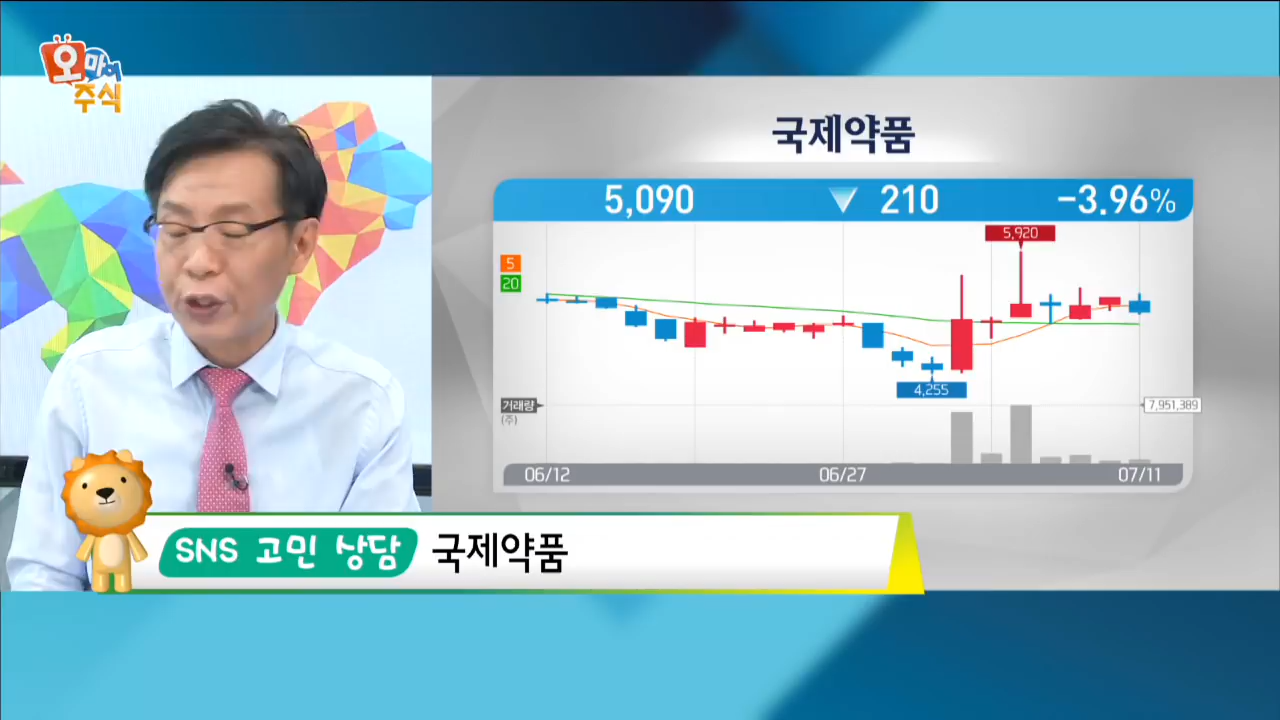 오마이
주식
국제약품
5,090 ▼ 210 -3.96%
5,920
5
20
4,255
거래량
(주)
7,951,389
06/12 06/27 07/11
SNS 고민 상담 국제약품